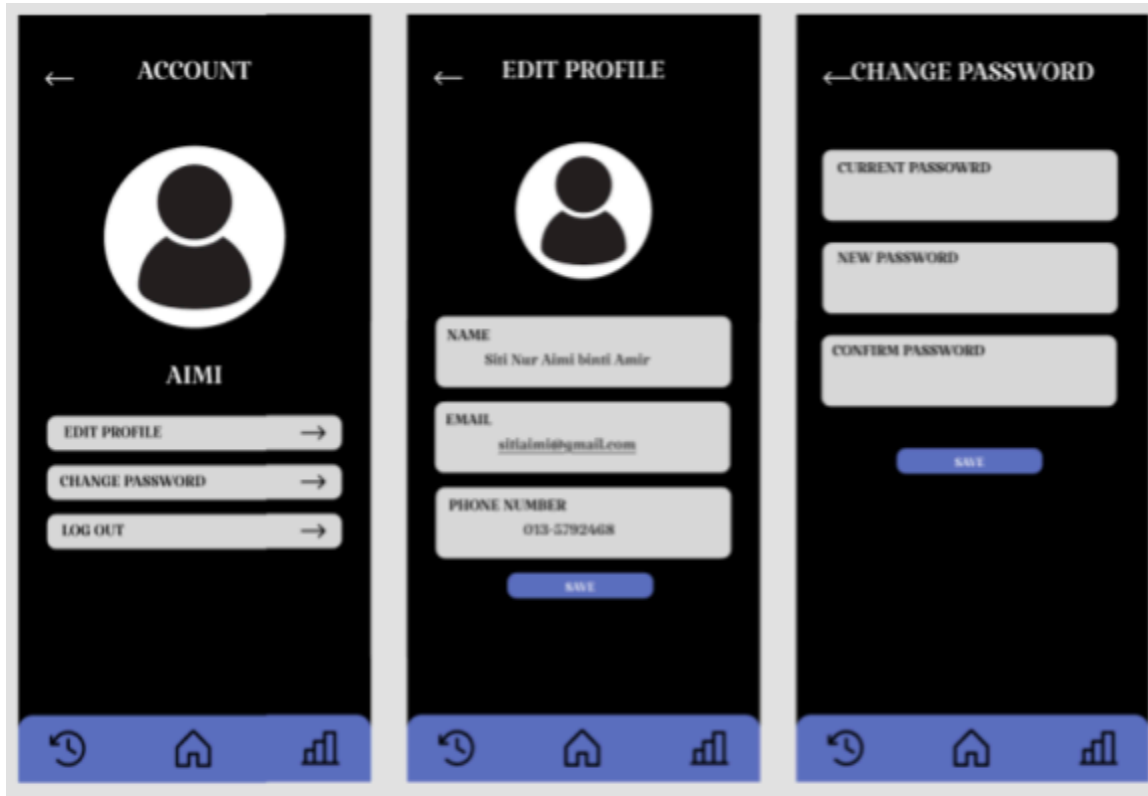 ACCOUNT
AIMI
EDIT PROFILE
CHANGE PASSWORD
LOG OUT
EDIT PROFILE
NAME
Siti Nur Aimi binti Amir
EMAIL
sitiaimi@gmail.com
PHONE NUMBER
013-5792468
SAVE
CHANGE PASSWORD
CURRENT PASSOWRD
NEW PASSWORD
CONFIRM PASSWORD
SAVE